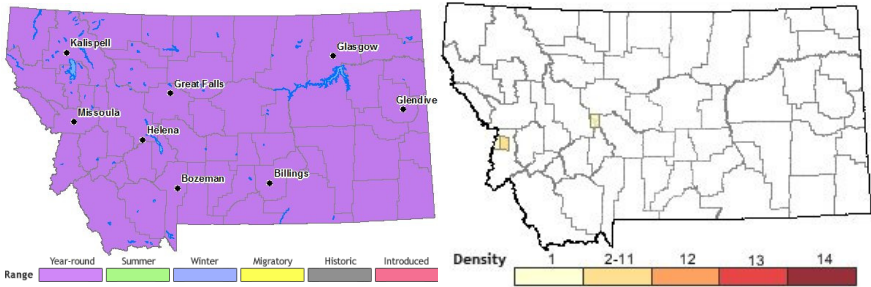 Kalispell
Glasgow
Great Falls
Glendive
Missoula
Helena
Bozeman
Billings
Range Year-round Summer Winter Migratory Historic Introduced
Density 1 2-11 12 13 14